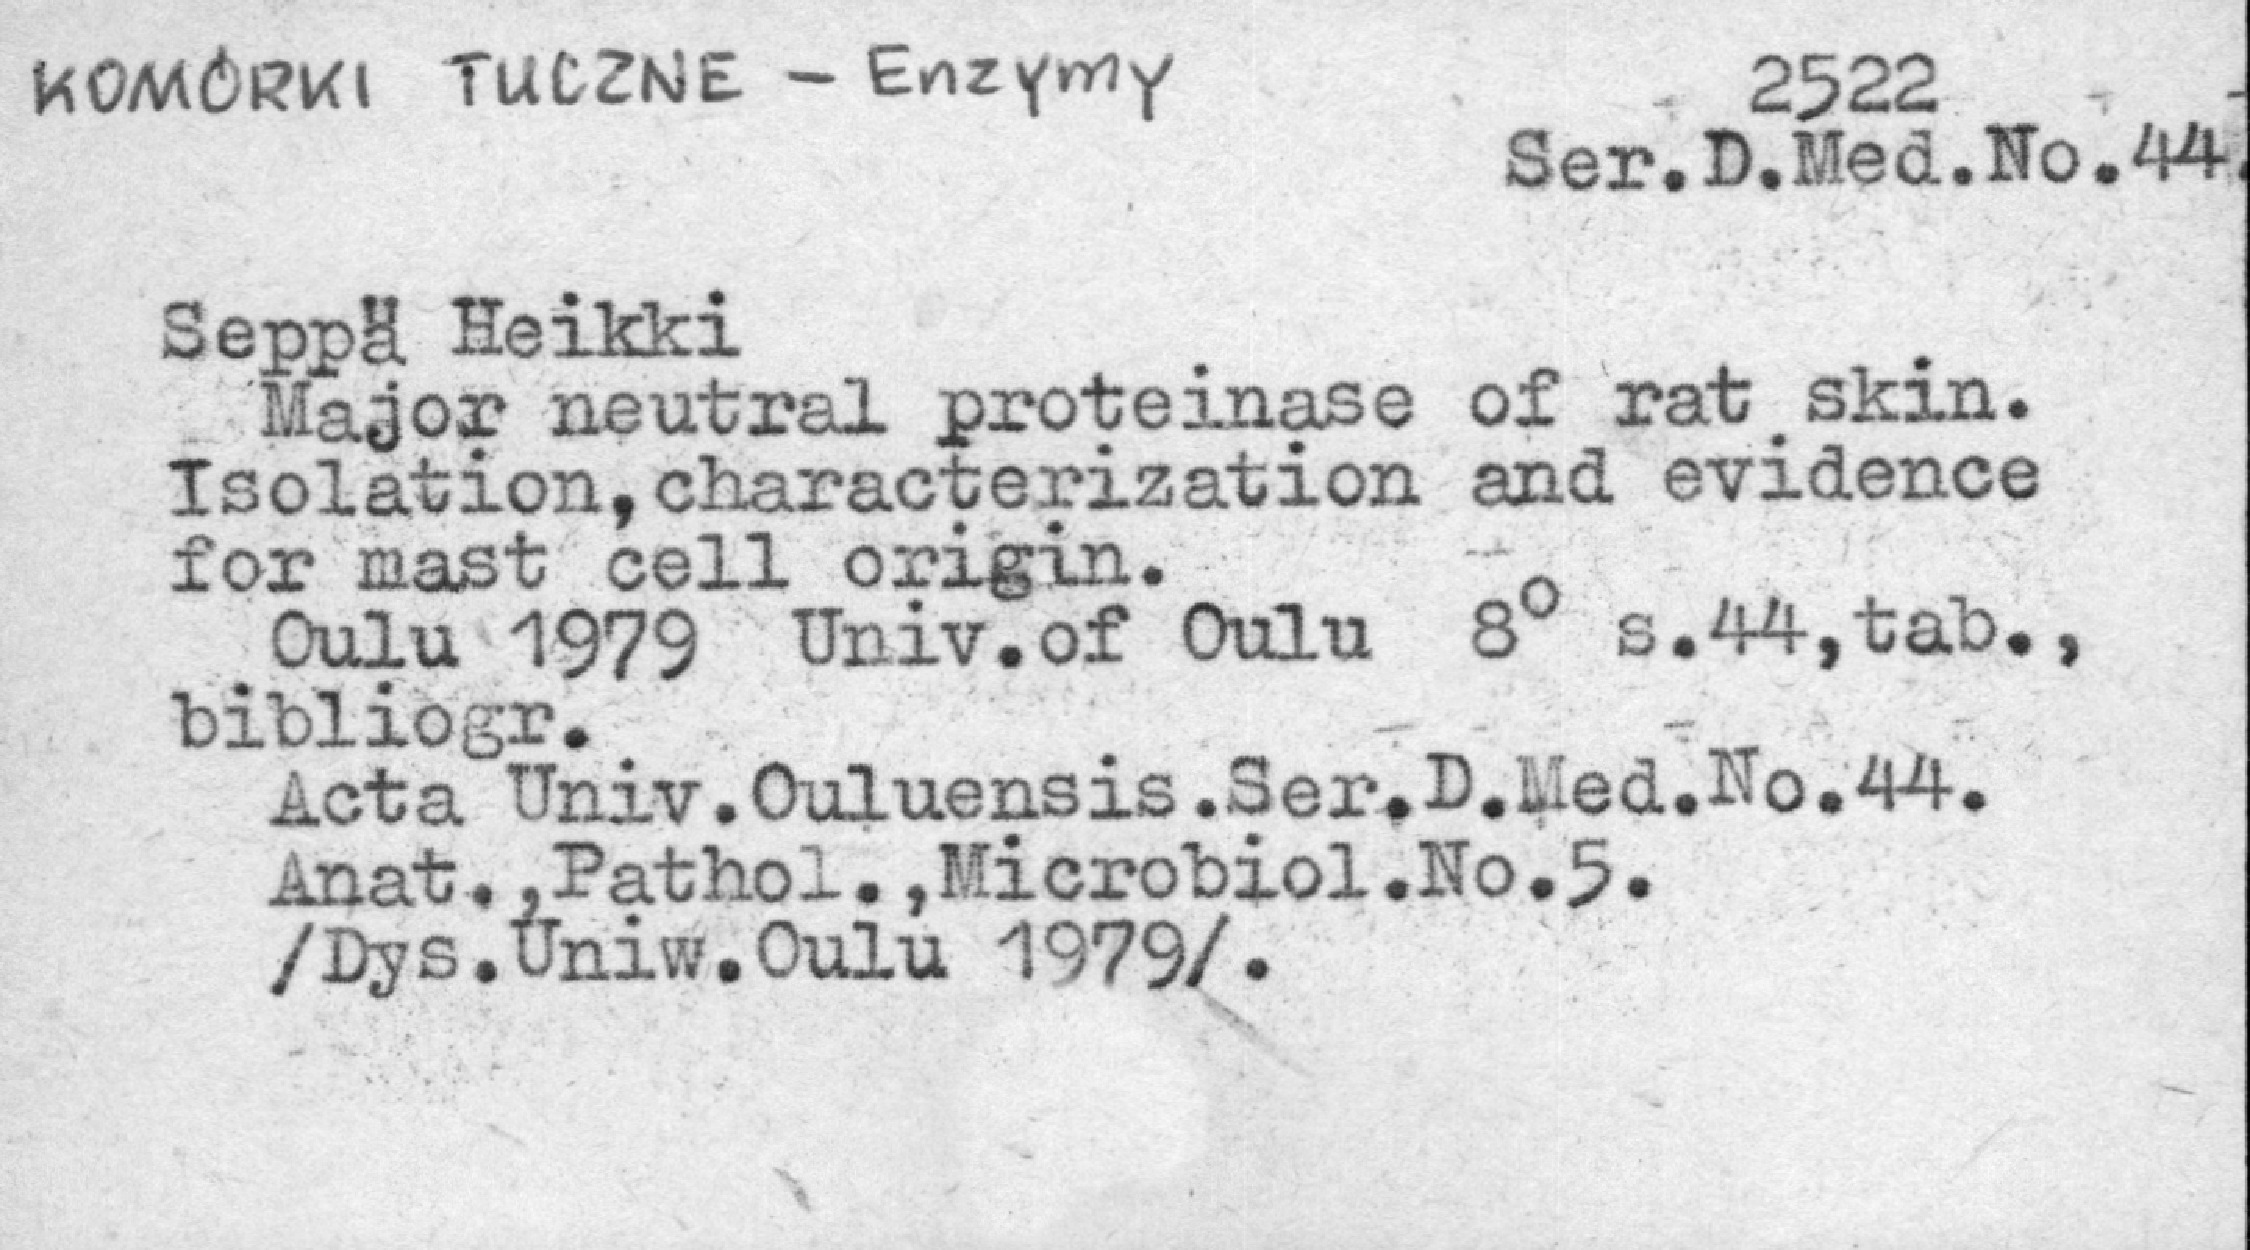 KOMÓRKI TUCZNE - Enzymy
2522
Ser.D.Med.No.44.
Seppä Heikki
Major neutral proteinase of rat skin.
Isolation,characterization and evidence
for mast cell origin.
Oulu 1979 Univ.of Oulu 8° s.44,tab.,
bibliogr.
Acta Univ.Ouluensis.Ser.D.Med.No.44.
Anat.,Pathol.,Microbiol.No.5.
/Dys.Uniw.Oulu 1979/.